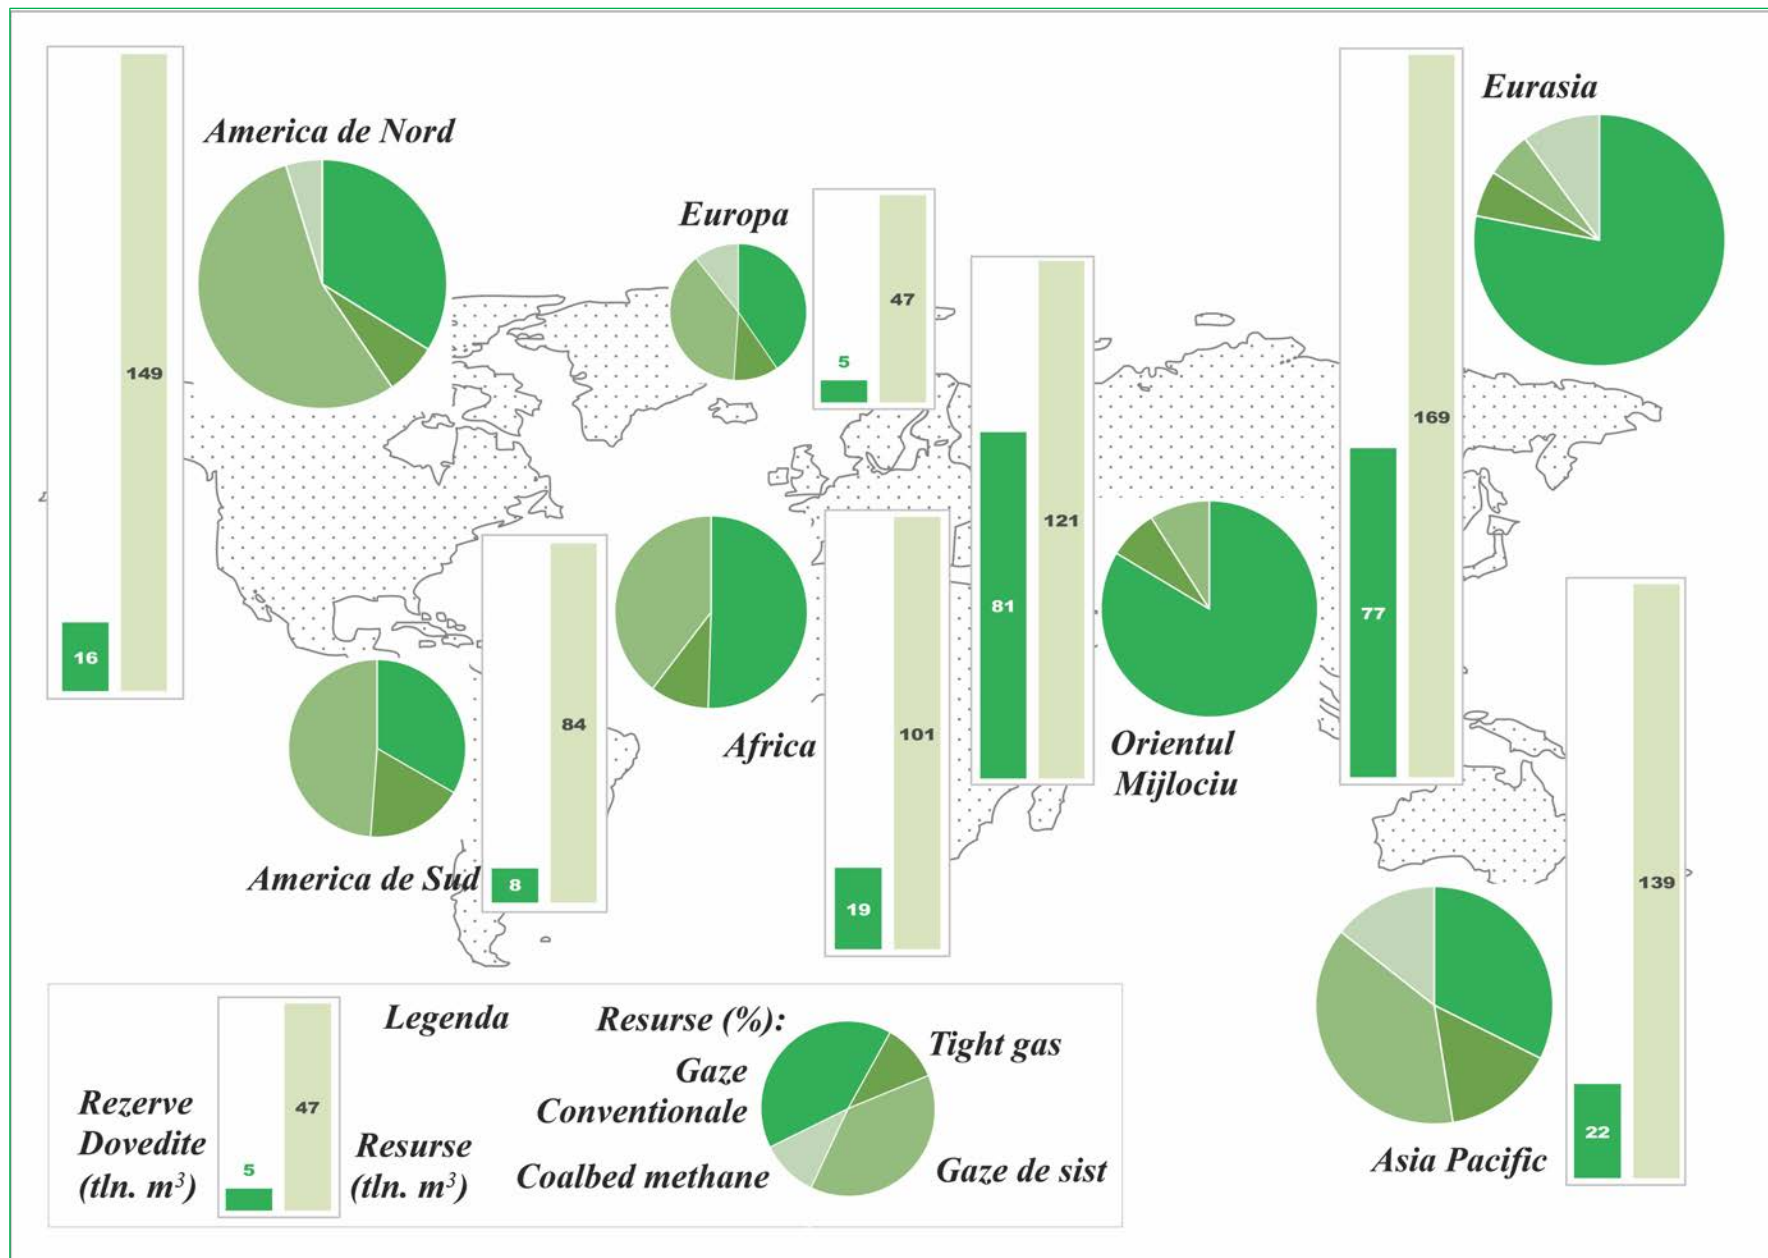 America de Nord
149
16
Europa
5
47
Eurasia
169
77
America de Sud
8
84
Africa
19
101
81
121
Orientul
Mijlociu
Asia Pacific
22
139
Legenda
Rezerve
Dovedite
(tln. m³)
5
47
Resurse
(tln. m³)
Resurse (%):
Gaze
Conventionale
Tight gas
Coalbed methane
Gaze de sist